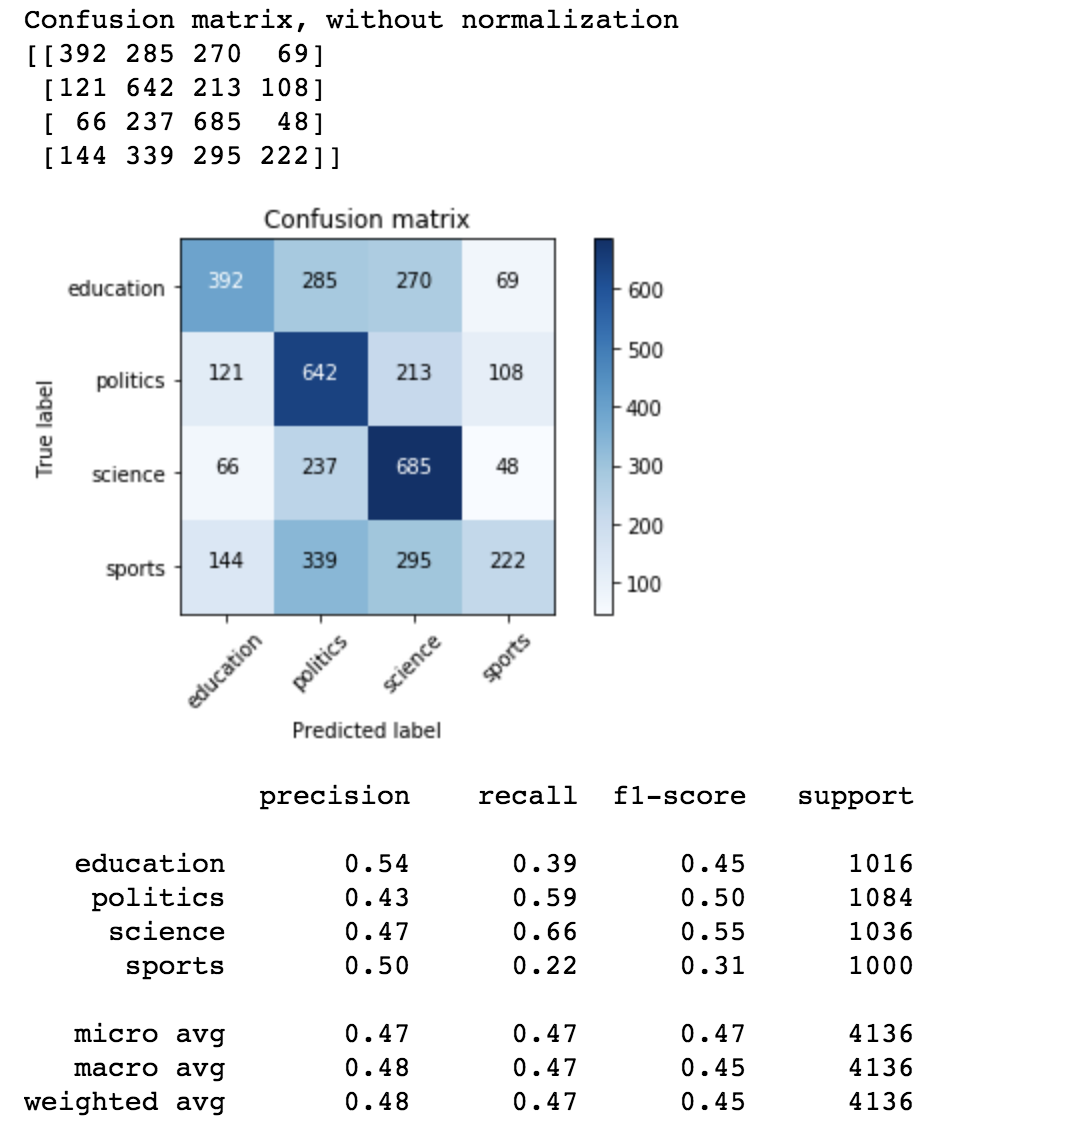 Confusion matrix, without normalization
[[392 285 270  69]
 [121 642 213 108]
 [ 66 237 685  48]
 [144 339 295 222]]
Confusion matrix
education 392 285 270 69
politics 121 642 213 108
science 66 237 685 48
sports 144 339 295 222
600
500
400
300
200
100
True label
education politics science sports
Predicted label
precision recall f1-score support
education 0.54 0.39 0.45 1016
politics 0.43 0.59 0.50 1084
science 0.47 0.66 0.55 1036
sports 0.50 0.22 0.31 1000
micro avg 0.47 0.47 0.47 4136
macro avg 0.48 0.47 0.45 4136
weighted avg 0.48 0.47 0.45 4136